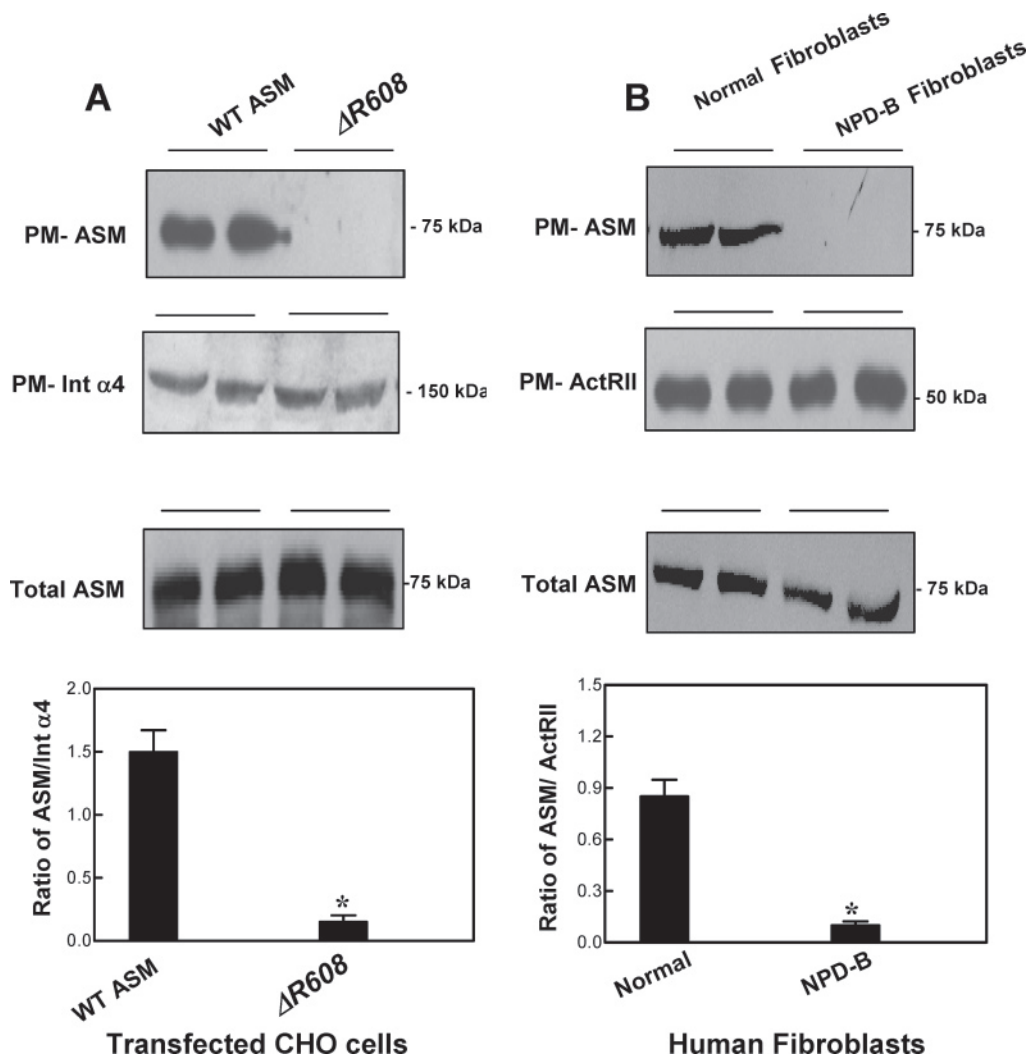 A
WT ASM
ΔR608
PM- ASM
- 75 kDa
PM- Int α4
- 150 kDa
Total ASM
-75 kDa
Ratio of ASM/Int α4
2.0
1.5
1.0
0.5
0.0
*
WT ASM
ΔR608
Transfected CHO cells
B
Normal Fibroblasts
NPD-B Fibroblasts
PM- ASM
- 75 kDa
PM- ActRII
- 50 kDa
Total ASM
- 75 kDa
Ratio of ASM/ ActRII
1.5
1.2
0.9
0.6
0.3
0.0
*
Normal
NPD-B
Human Fibroblasts